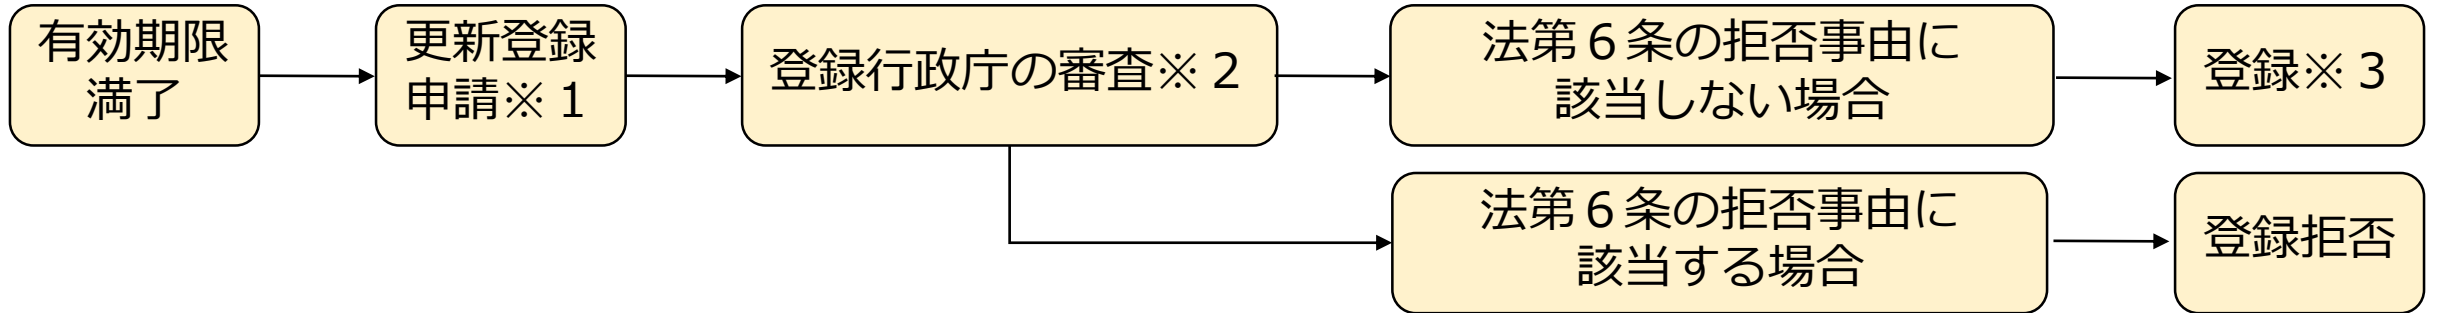 有効期限
満了
更新登録
申請※１
登録行政庁の審査※２
法第６条の拒否事由に
該当しない場合
登録※３
法第６条の拒否事由に
該当する場合
登録拒否